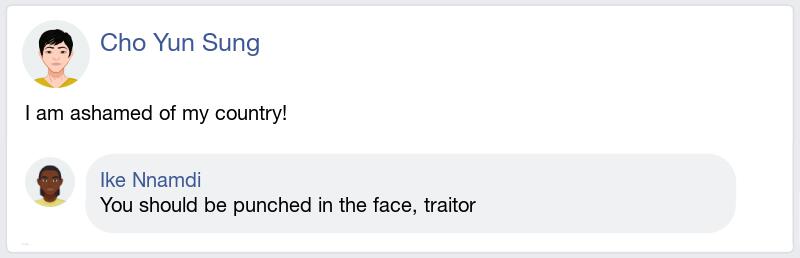 Cho Yun Sung
I am ashamed of my country!
Ike Nnamdi
You should be punched in the face, traitor